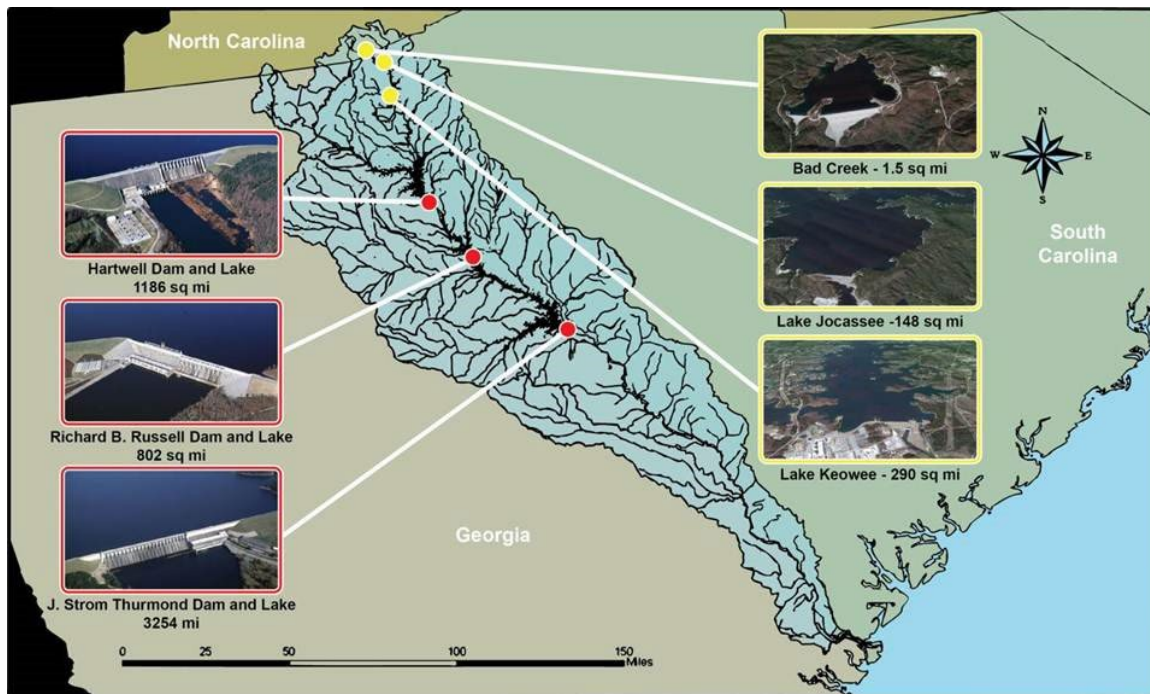 North Carolina
Hartwell Dam and Lake
1186 sq mi
Richard B. Russell Dam and Lake
802 sq mi
J. Strom Thurmond Dam and Lake
3254 mi
Bad Creek - 1.5 sq mi
Lake Jocassee -148 sq mi
Lake Keowee - 290 sq mi
N
W E
S
South
Carolina
Georgia
0 25 50 100 150
Miles